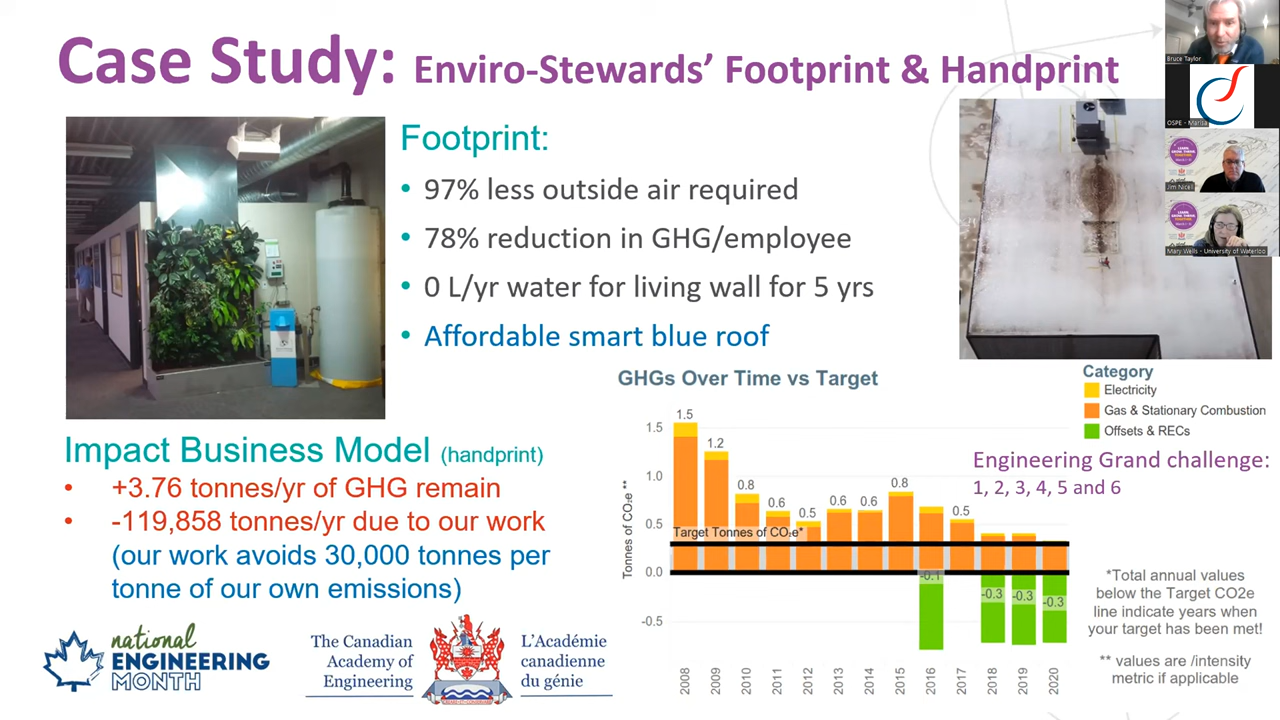 Case Study: Enviro-Stewards’ Footprint & Handprint
Footprint:
• 97% less outside air required
• 78% reduction in GHG/employee
• 0 L/yr water for living wall for 5 yrs
• Affordable smart blue roof
Impact Business Model (handprint)
• +3.76 tonnes/yr of GHG remain
• -119,858 tonnes/yr due to our work
(our work avoids 30,000 tonnes per
tonne of our own emissions)
national
ENGINEERING
MONTH
The Canadian
Academy of
Engineering
L’Académie
canadienne
du génie
GHGs Over Time vs Target
Category
Electricity
Gas & Stationary Combustion
Offsets & RECs
Engineering Grand challenge:
1, 2, 3, 4, 5 and 6
Tonnes of CO₂e **
1.5
1.0
0.5
0.0
-0.5
1.5
1.2
0.8
0.6
0.5
0.6
0.6
0.8
0.5
Target Tonnes of CO₂e*
-0.1
-0.3
-0.3
-0.3
2008
2009
2010
2011
2012
2013
2014
2015
2016
2017
2018
2019
2020
*Total annual values
below the Target CO2e
line indicate years when
your target has been met!
** values are /intensity
metric if applicable
Bruce Taylor
OSPE - Marisa
Jim Nicell
Mary Wells - University of Waterloo